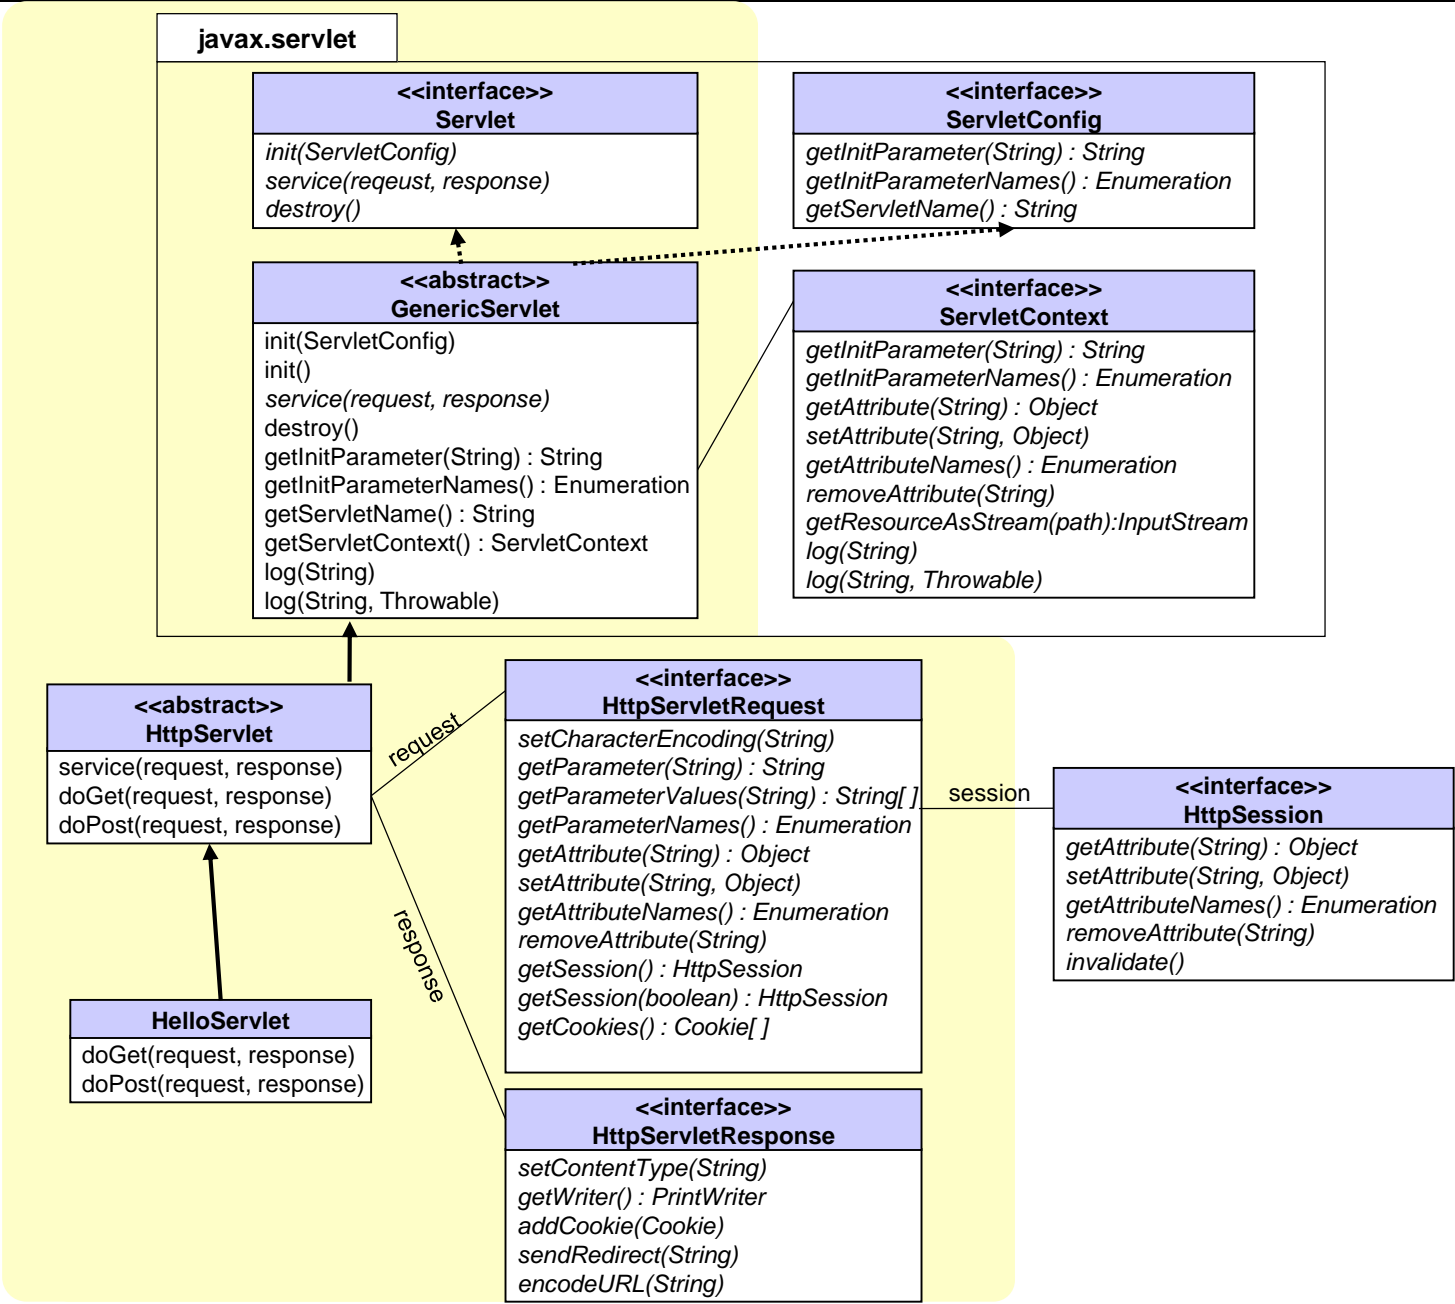 javax.servlet
<<interface>>
Servlet
init(ServletConfig)
service(reqeust, response)
destroy()
<<interface>>
ServletConfig
getInitParameter(String) : String
getInitParameterNames() : Enumeration
getServletName() : String
<<abstract>>
GenericServlet
init(ServletConfig)
init()
service(request, response)
destroy()
getInitParameter(String) : String
getInitParameterNames() : Enumeration
getServletName() : String
getServletContext() : ServletContext
log(String)
log(String, Throwable)
<<interface>>
ServletContext
getInitParameter(String) : String
getInitParameterNames() : Enumeration
getAttribute(String) : Object
setAttribute(String, Object)
getAttributeNames() : Enumeration
removeAttribute(String)
getResourceAsStream(path):InputStream
log(String)
log(String, Throwable)
<<abstract>>
HttpServlet
service(request, response)
doGet(request, response)
doPost(request, response)
request
response
<<interface>>
HttpServletRequest
setCharacterEncoding(String)
getParameter(String) : String
getParameterValues(String) : String[ ]
getParameterNames() : Enumeration
getAttribute(String) : Object
setAttribute(String, Object)
getAttributeNames() : Enumeration
removeAttribute(String)
getSession() : HttpSession
getSession(boolean) : HttpSession
getCookies() : Cookie[ ]
session
<<interface>>
HttpSession
getAttribute(String) : Object
setAttribute(String, Object)
getAttributeNames() : Enumeration
removeAttribute(String)
invalidate()
HelloServlet
doGet(request, response)
doPost(request, response)
<<interface>>
HttpServletResponse
setContentType(String)
getWriter() : PrintWriter
addCookie(Cookie)
sendRedirect(String)
encodeURL(String)